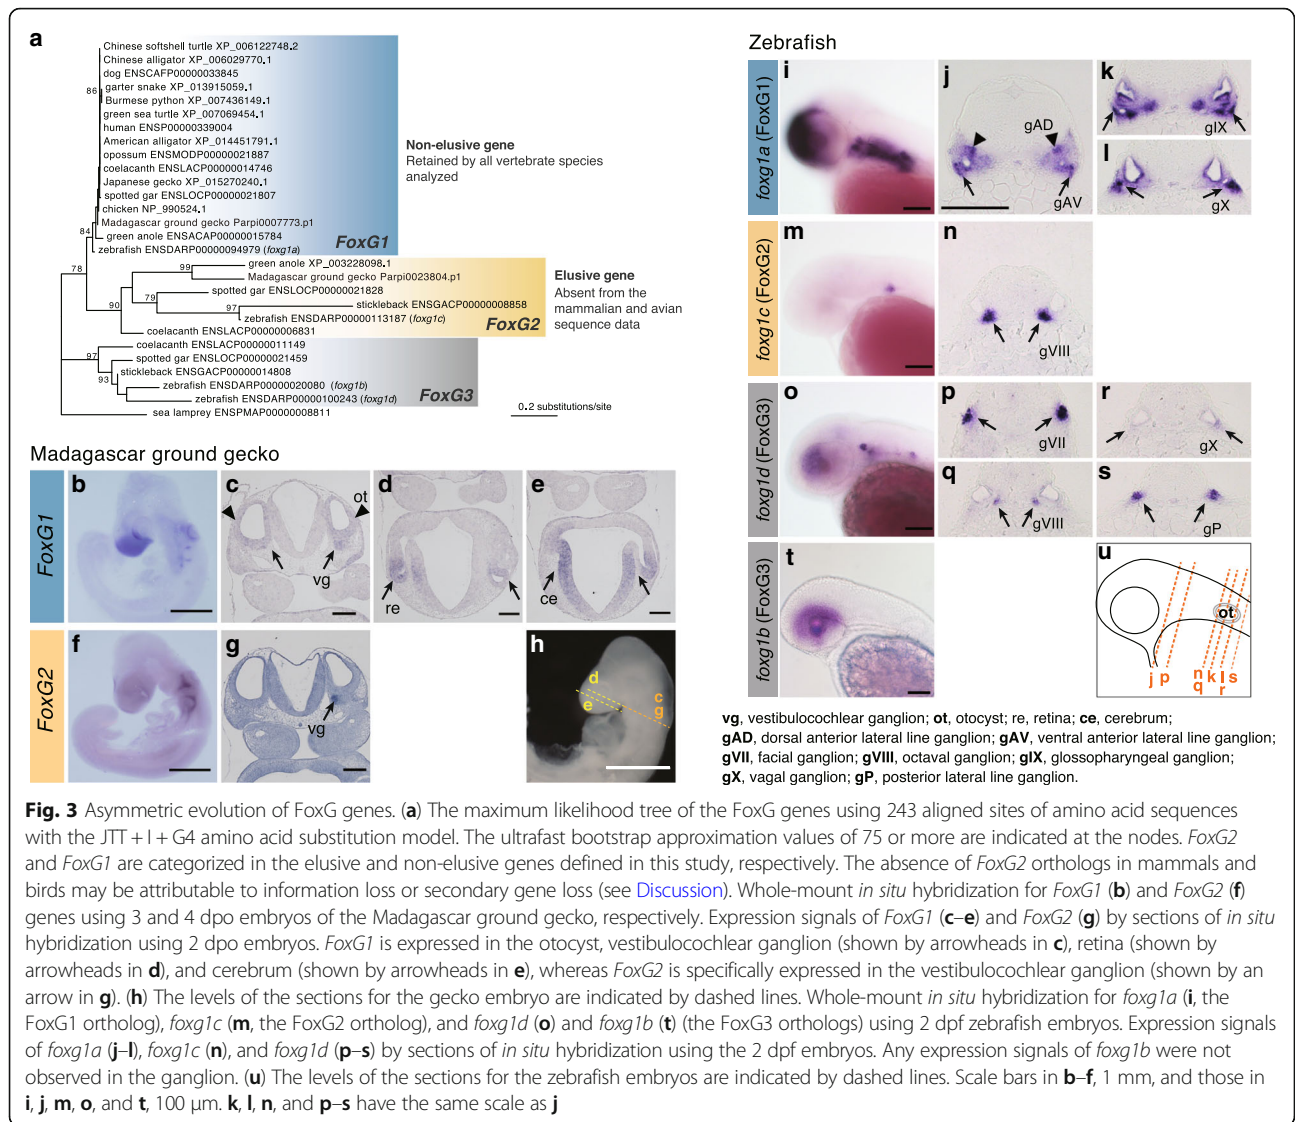 a
Chinese softshell turtle XP_006122748.2
Chinese alligator XP_006029770.1
dog ENSCAFP00000033845
garter snake XP_013915059.1
86
Burmese python XP_007436149.1
green sea turtle XP_007069454.1
human ENSP00000339004
American alligator XP_014451791.1
opossum ENSMODP00000021887
coelacanth ENSLACP00000014746
Japanese gecko XP_015270240.1
spotted gar ENSLOCP00000021807
chicken NP_990524.1
Madagascar ground gecko Parpi0007773.p1
84
green anole ENSACAP00000015784
zebrafish ENSDARP00000094979 (foxg1a)
FoxG1
Non-elusive gene
Retained by all vertebrate species
analyzed
78
99
green anole XP_003228098.1
Madagascar ground gecko Parpi0023804.p1
spotted gar ENSLOCP00000021828
90
79
97
stickleback ENSGACP00000008858
zebrafish ENSDARP00000113187 (foxg1c)
coelacanth ENSLACP00000006831
FoxG2
Elusive gene
Absent from the
mammalian and avian
sequence data
coelacanth ENSLACP00000011149
97
spotted gar ENSLOCP00000021459
stickleback ENSGACP00000014808
93
zebrafish ENSDARP00000020080 (foxg1b)
zebrafish ENSDARP00000100243 (foxg1d)
FoxG3
sea lamprey ENSPMAP00000008811
0.2 substitutions/site
Madagascar ground gecko
FoxG1
b
c
ot
vg
d
re
e
ce
FoxG2
f
g
vg
h
d
e
c
g
Zebrafish
foxg1a (FoxG1)
i
j
gAD
gAV
k
gIX
l
gX
foxg1c (FoxG2)
m
n
gVIII
foxg1d (FoxG3)
o
p
gVII
r
gX
q
gVIII
s
gP
foxg1b (FoxG3)
t
u
ot
j p n k l s
q r
vg, vestibulocochlear ganglion; ot, otocyst; re, retina; ce, cerebrum;
gAD, dorsal anterior lateral line ganglion; gAV, ventral anterior lateral line ganglion;
gVII, facial ganglion; gVIII, octaval ganglion; gIX, glossopharyngeal ganglion;
gX, vagal ganglion; gP, posterior lateral line ganglion.
Fig. 3 Asymmetric evolution of FoxG genes. (a) The maximum likelihood tree of the FoxG genes using 243 aligned sites of amino acid sequences
with the JTT + I + G4 amino acid substitution model. The ultrafast bootstrap approximation values of 75 or more are indicated at the nodes. FoxG2
and FoxG1 are categorized in the elusive and non-elusive genes defined in this study, respectively. The absence of FoxG2 orthologs in mammals and
birds may be attributable to information loss or secondary gene loss (see Discussion). Whole-mount in situ hybridization for FoxG1 (b) and FoxG2 (f)
genes using 3 and 4 dpo embryos of the Madagascar ground gecko, respectively. Expression signals of FoxG1 (c–e) and FoxG2 (g) by sections of in situ
hybridization using 2 dpo embryos. FoxG1 is expressed in the otocyst, vestibulocochlear ganglion (shown by arrowheads in c), retina (shown by
arrowheads in d), and cerebrum (shown by arrowheads in e), whereas FoxG2 is specifically expressed in the vestibulocochlear ganglion (shown by an
arrow in g). (h) The levels of the sections for the gecko embryo are indicated by dashed lines. Whole-mount in situ hybridization for foxg1a (i, the
FoxG1 ortholog), foxg1c (m, the FoxG2 ortholog), and foxg1d (o) and foxg1b (t) (the FoxG3 orthologs) using 2 dpf zebrafish embryos. Expression signals
of foxg1a (j–l), foxg1c (n), and foxg1d (p–s) by sections of in situ hybridization using the 2 dpf embryos. Any expression signals of foxg1b were not
observed in the ganglion. (u) The levels of the sections for the zebrafish embryos are indicated by dashed lines. Scale bars in b–f, 1 mm, and those in
i, j, m, o, and t, 100 μm. k, l, n, and p–s have the same scale as j